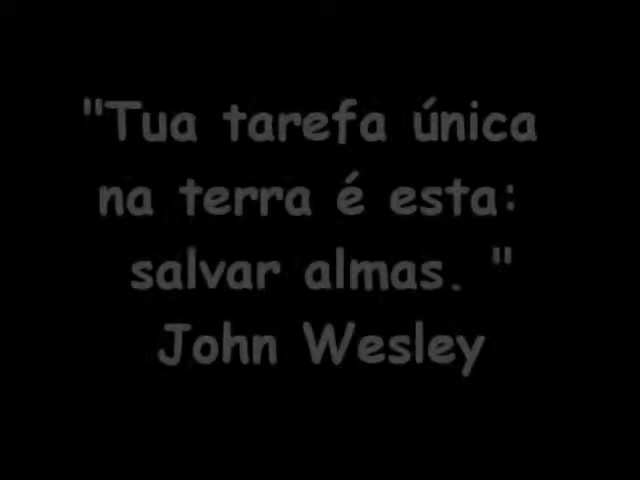 "Tua tarefa única
na terra é esta:
salvar almas. "
John Wesley